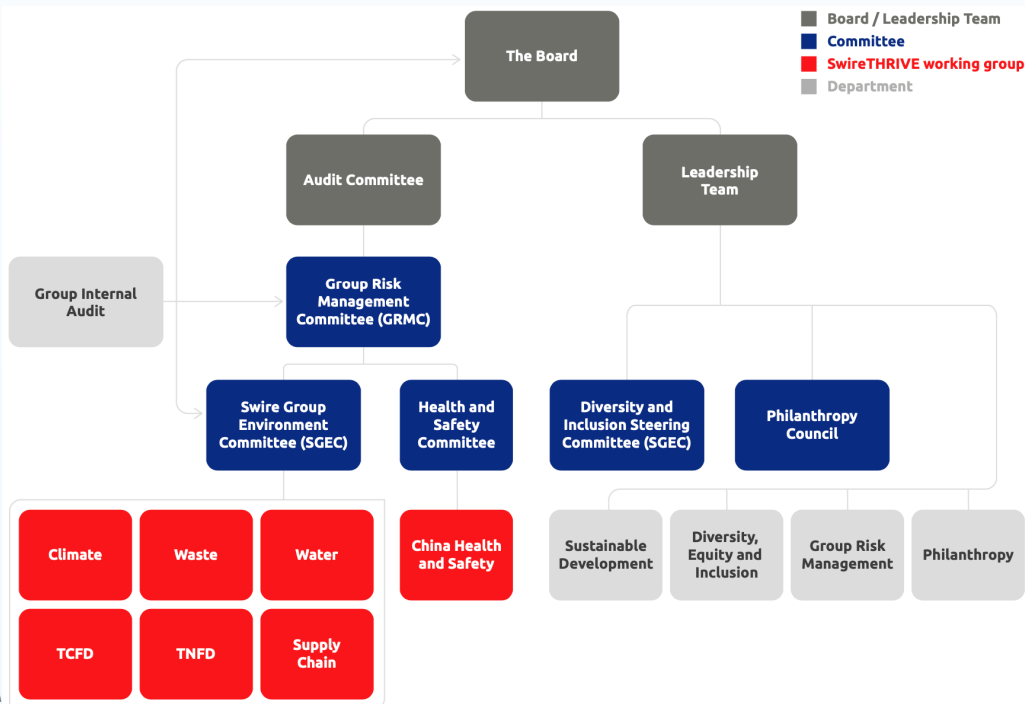 The Board
Board / Leadership Team
Committee
SwireTHRIVE working group
Department
Audit Committee
Leadership
Team
Group Internal
Audit
Group Risk
Management
Committee (GRMC)
Swire Group
Environment
Committee (SGEC)
Health and
Safety
Committee
Diversity and
Inclusion Steering
Committee (SGEC)
Philanthropy
Council
Climate
Waste
Water
China Health
and Safety
Sustainable
Development
Diversity,
Equity and
Inclusion
Group Risk
Management
Philanthropy
TCFD
TNFD
Supply
Chain